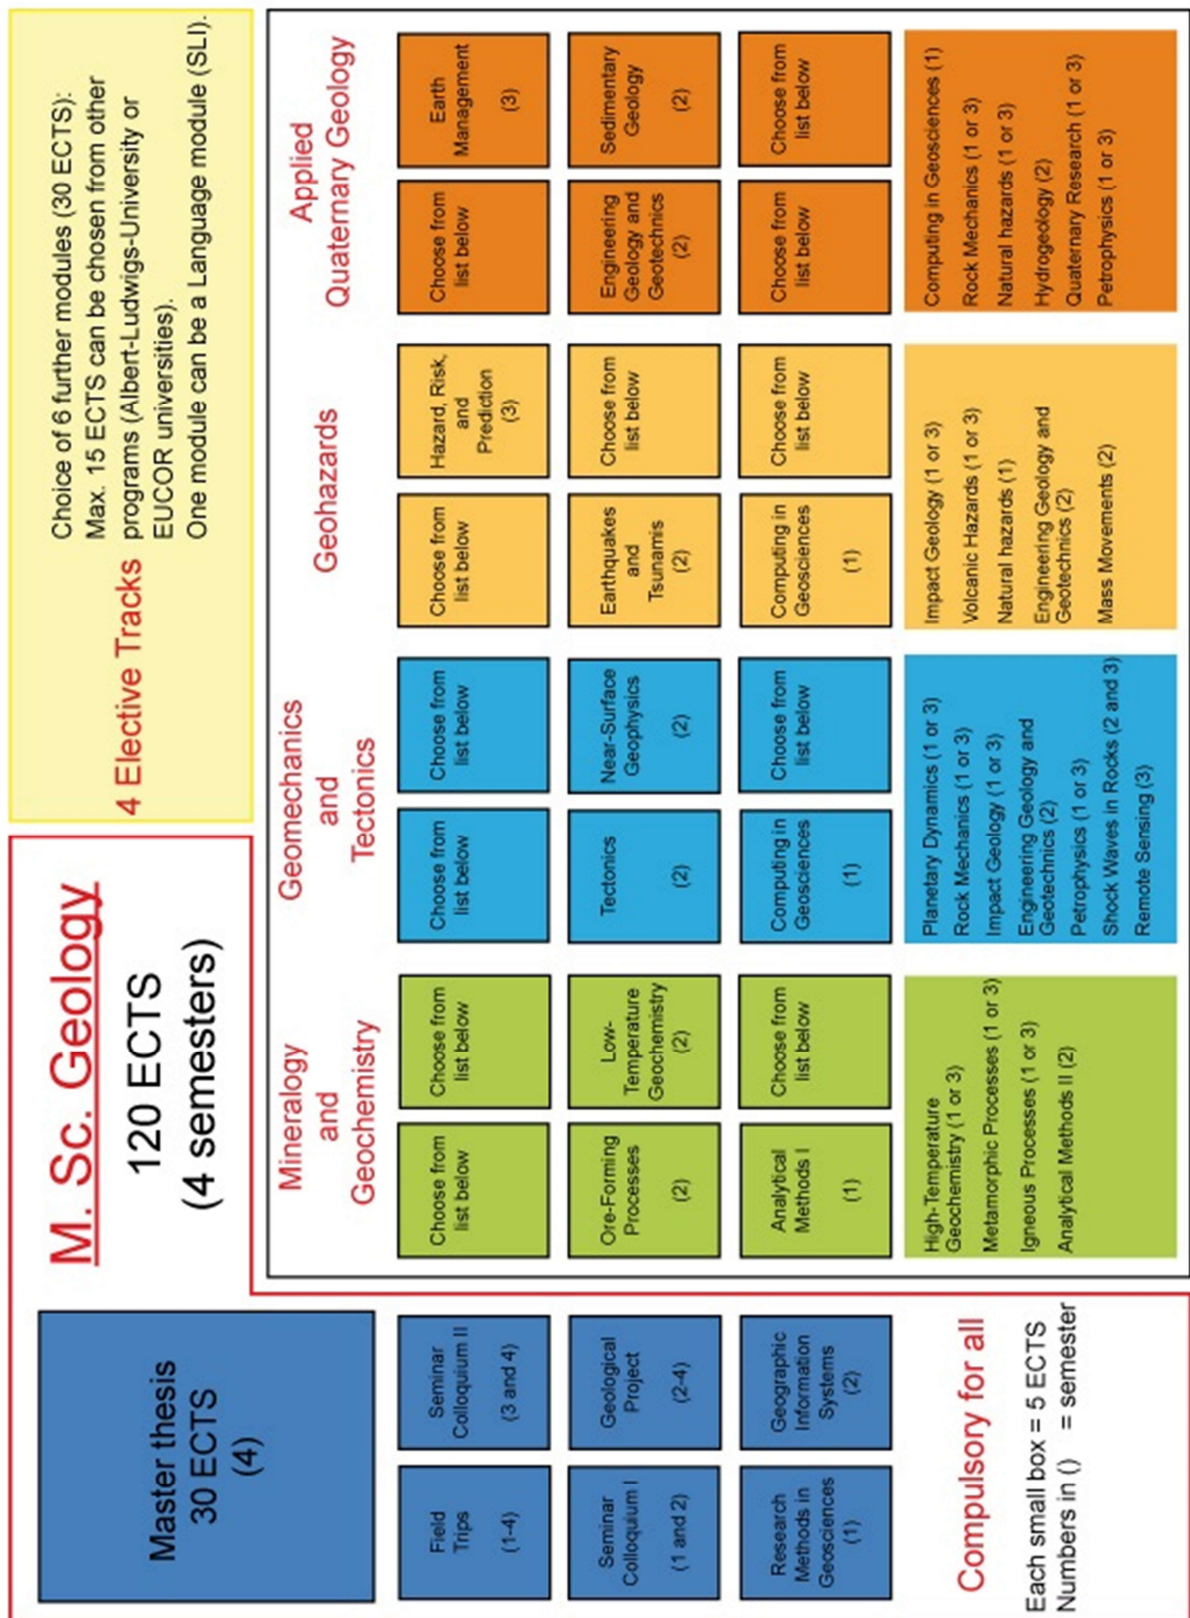 M. Sc. Geology
120 ECTS
(4 semesters)
4 Elective Tracks
Choice of 6 further modules (30 ECTS):
Max. 15 ECTS can be chosen from other
programs (Albert-Ludwigs-University or
EUCOR universities).
One module can be a Language module (SLI).
Master thesis
30 ECTS
(4)
Field
Trips
(1-4)
Seminar
Colloquium II
(3 and 4)
Seminar
Colloquium I
(1 and 2)
Geological
Project
(2-4)
Research
Methods in
Geosciences
(1)
Geographic
Information
Systems
(2)
Compulsory for all
Each small box = 5 ECTS
Numbers in () = semester
Mineralogy
and
Geochemistry
Choose from
list below
Choose from
list below
Ore-Forming
Processes
(2)
Low-
Temperature
Geochemistry
(2)
Analytical
Methods I
(1)
Choose from
list below
High-Temperature
Geochemistry (1 or 3)
Metamorphic Processes (1 or 3)
Igneous Processes (1 or 3)
Analytical Methods II (2)
Geomechanics
and
Tectonics
Choose from
list below
Choose from
list below
Tectonics
(2)
Near-Surface
Geophysics
(2)
Computing in
Geosciences
(1)
Choose from
list below
Planetary Dynamics (1 or 3)
Rock Mechanics (1 or 3)
Impact Geology (1 or 3)
Engineering Geology and
Geotechnics (2)
Petrophysics (1 or 3)
Shock Waves in Rocks (2 and 3)
Remote Sensing (3)
Geohazards
Choose from
list below
Hazard, Risk,
and
Prediction
(3)
Earthquakes
and
Tsunamis
(2)
Choose from
list below
Computing in
Geosciences
(1)
Choose from
list below
Impact Geology (1 or 3)
Volcanic Hazards (1 or 3)
Natural hazards (1)
Engineering Geology and
Geotechnics (2)
Mass Movements (2)
Applied
Quaternary Geology
Choose from
list below
Earth
Management
(3)
Engineering
Geology and
Geotechnics
(2)
Sedimentary
Geology
(2)
Choose from
list below
Choose from
list below
Computing in Geosciences (1)
Rock Mechanics (1 or 3)
Natural hazards (1 or 3)
Hydrogeology (2)
Quaternary Research (1 or 3)
Petrophysics (1 or 3)